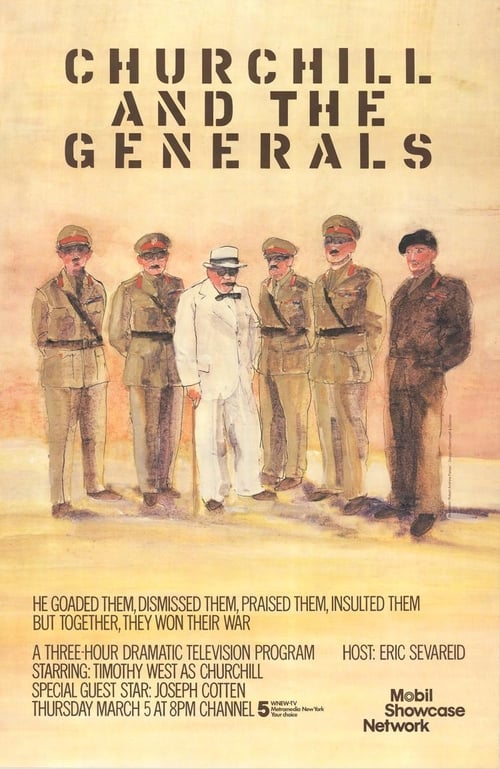 CHURCHILL
AND THE
GENERALS
HE GOADED THEM, DISMISSED THEM, PRAISED THEM, INSULTED THEM
BUT TOGETHER, THEY WON THEIR WAR
A THREE-HOUR DRAMATIC TELEVISION PROGRAM HOST: ERIC SEVAREID
STARRING: TIMOTHY WEST AS CHURCHILL
SPECIAL GUEST STAR: JOSEPH COTTEN
THURSDAY MARCH 5 AT 8PM CHANNEL 5
WNEW-TV
Metromedia New York
Your choice
Mobil
Showcase
Network